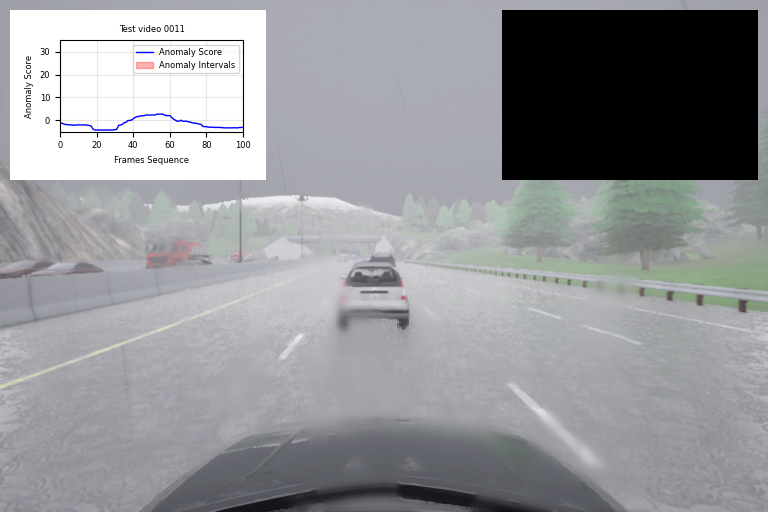 Test video 0011
Anomaly Score
Anomaly Intervals
30
20
10
0
Anomaly Score
0 20 40 60 80 100
Frames Sequence